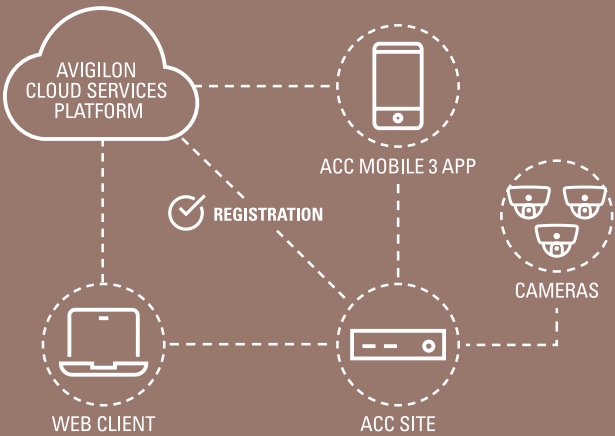 AVIGILON
CLOUD SERVICES
PLATFORM
ACC MOBILE 3 APP
REGISTRATION
CAMERAS
WEB CLIENT
ACC SITE